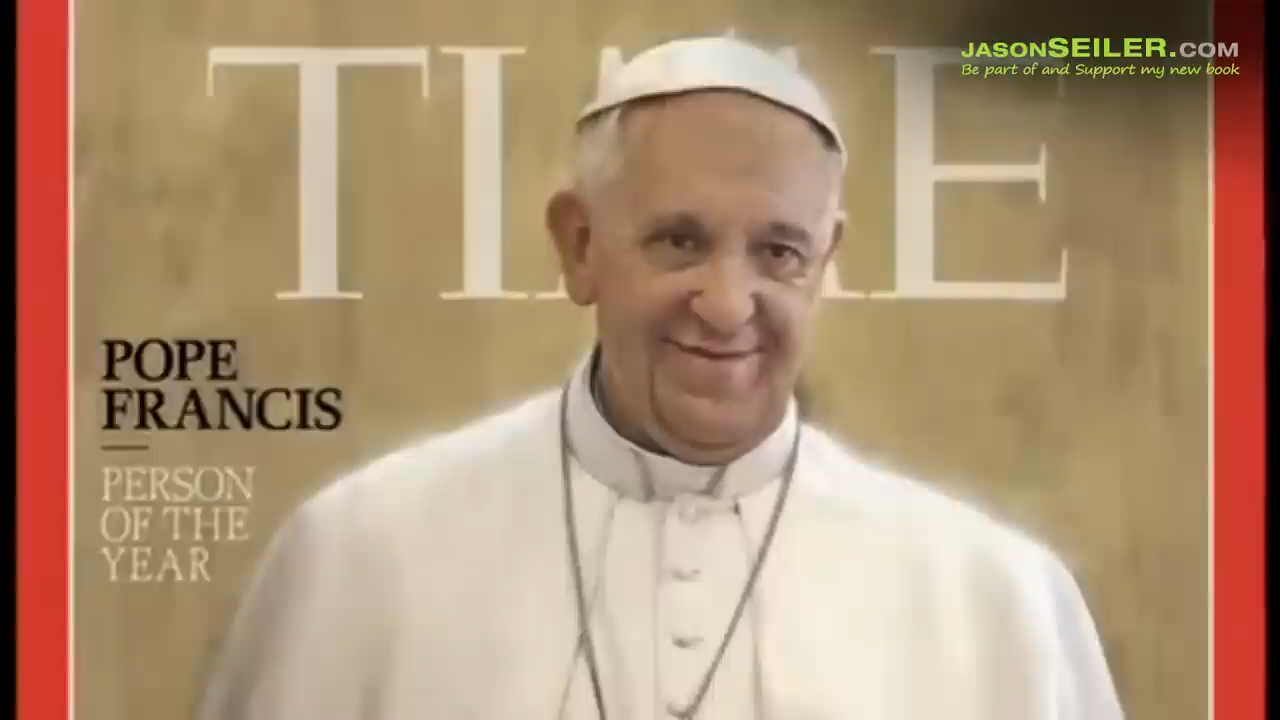 TIME
JASONSEILER.COM
Be part of and Support my new book
POPE
FRANCIS
PERSON
OF THE
YEAR